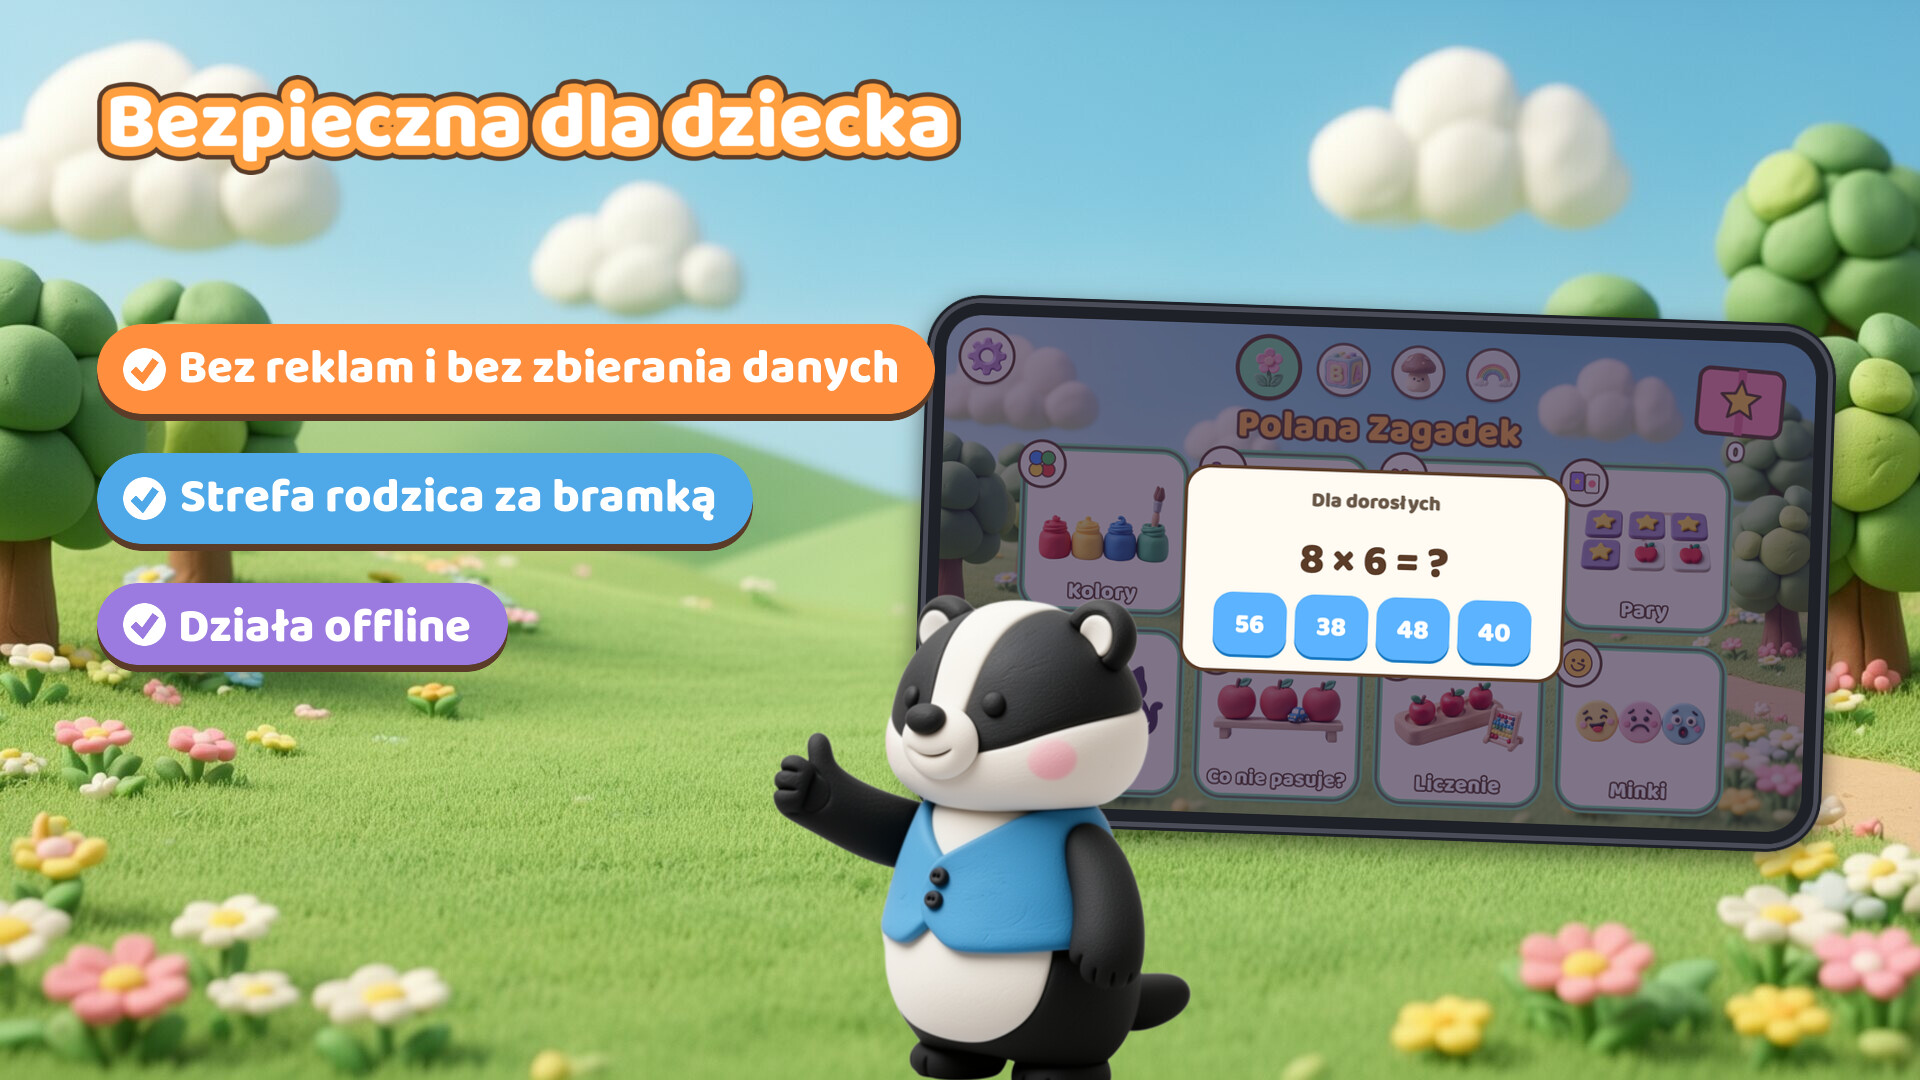 Bezpieczna dla dziecka
Bez reklam i bez zbierania danych
Strefa rodzica za bramką
Działa offline
Polana Zagadek
0
Kolory
Pary
Dla dorosłych
8 × 6 = ?
56 38 48 40
Co nie pasuje?
Liczenie
Minki